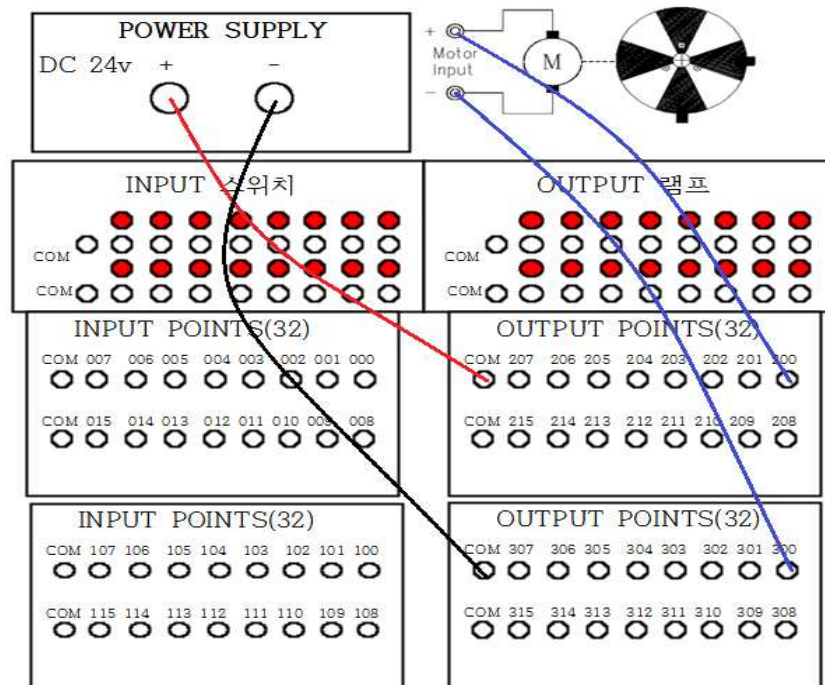 POWER SUPPLY
DC 24v + -
+
Motor
Input
-
M
INPUT 스위치
COM
COM
OUTPUT 램프
COM
COM
INPUT POINTS(32)
COM 007 006 005 004 003 002 001 000
COM 015 014 013 012 011 010 009 008
OUTPUT POINTS(32)
COM 207 206 205 204 203 202 201 200
COM 215 214 213 212 211 210 209 208
INPUT POINTS(32)
COM 107 106 105 104 103 102 101 100
COM 115 114 113 112 111 110 109 108
OUTPUT POINTS(32)
COM 307 306 305 304 303 302 301 300
COM 315 314 313 312 311 310 309 308